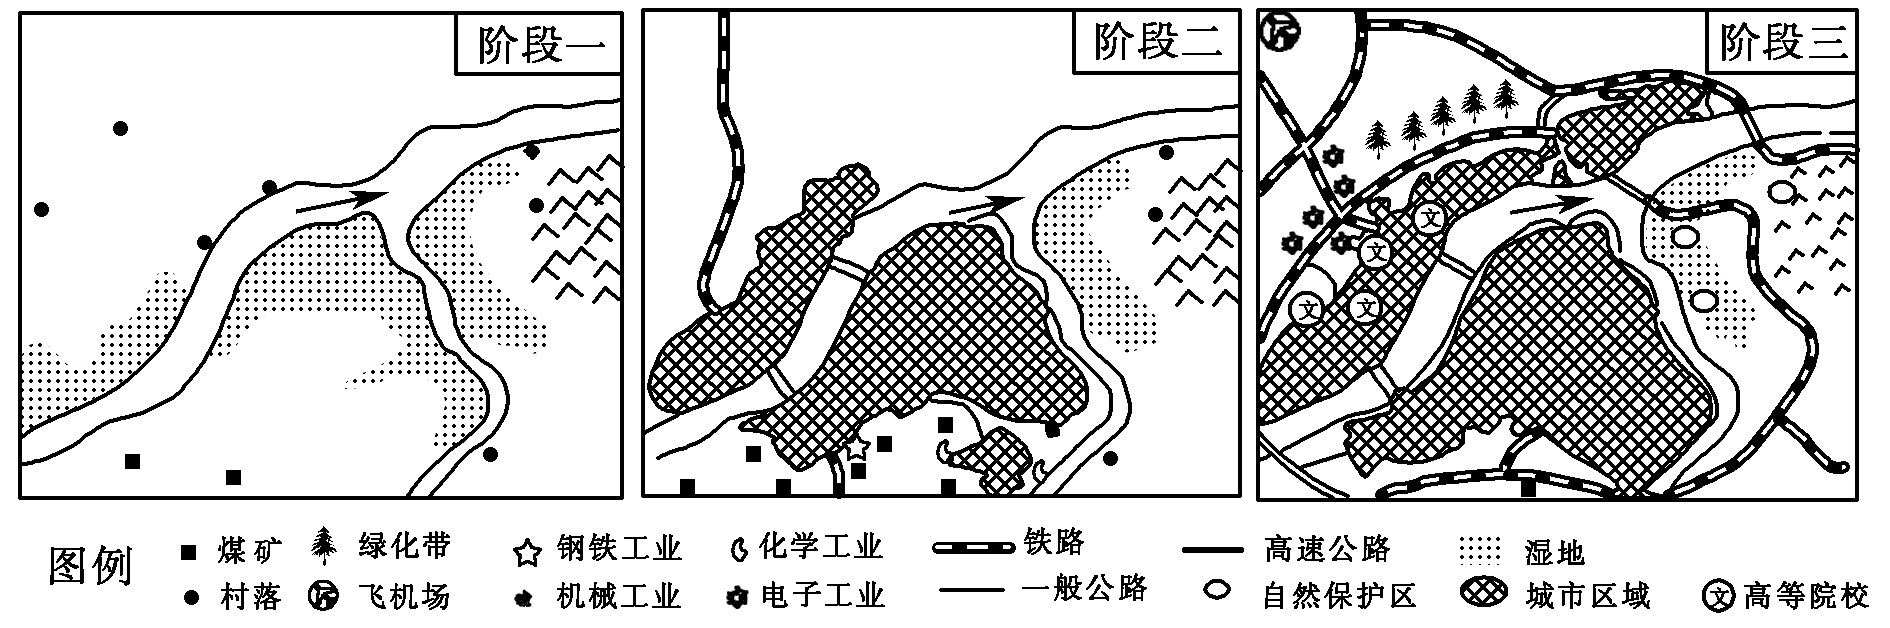 阶段一
阶段二
阶段三
文
文
文
文
图例
煤矿
绿化带
钢铁工业
化学工业
铁路
高速公路
湿地
村落
飞机场
机械工业
电子工业
一般公路
自然保护区
城市区域
文
高等院校